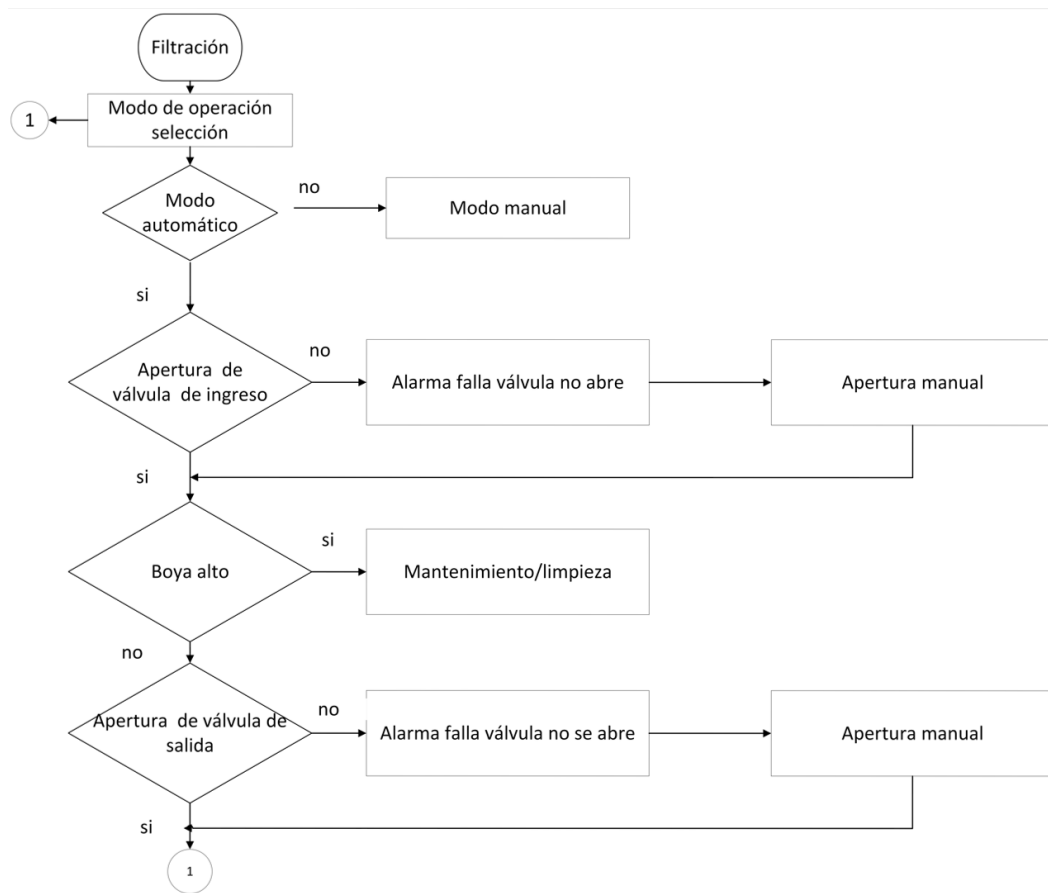 Filtración
Modo de operación
selección
1
Modo
automático
no
Modo manual
si
Apertura de
válvula de ingreso
no
Alarma falla válvula no abre
Apertura manual
si
Boya alto
si
Mantenimiento/limpieza
no
Apertura de válvula de
salida
no
Alarma falla válvula no se abre
Apertura manual
si
1